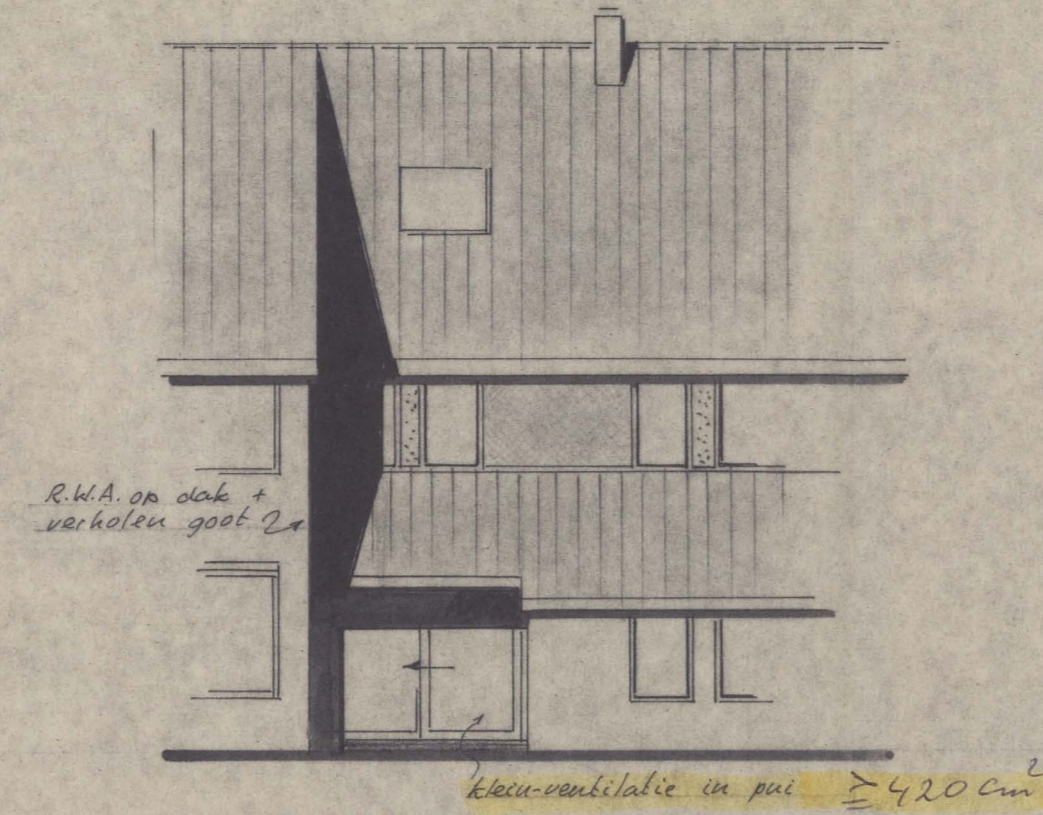 R.W.A. op dak +
verholen goot
klein-ventilatie in pui ≥ 420 cm²